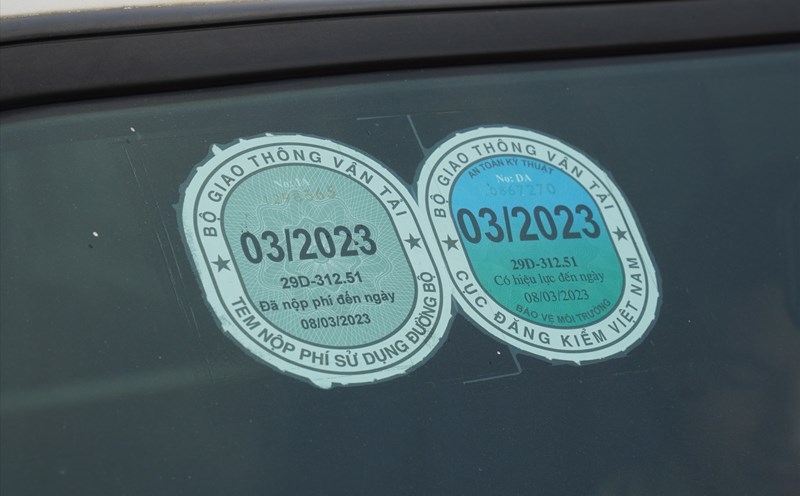 BỘ GIAO THÔNG VẬN TẢI
No: IA
03/2023
29D-312.51
Đã nộp phí đến ngày
08/03/2023
TEM NỘP PHÍ SỬ DỤNG ĐƯỜNG BỘ
BỘ GIAO THÔNG VẬN TẢI
AN TOÀN KỸ THUẬT
No: DA
0667270
03/2023
29D-312.51
Có hiệu lực đến ngày
08/03/2023
BẢO VỆ MÔI TRƯỜNG
CỤC ĐĂNG KIỂM VIỆT NAM